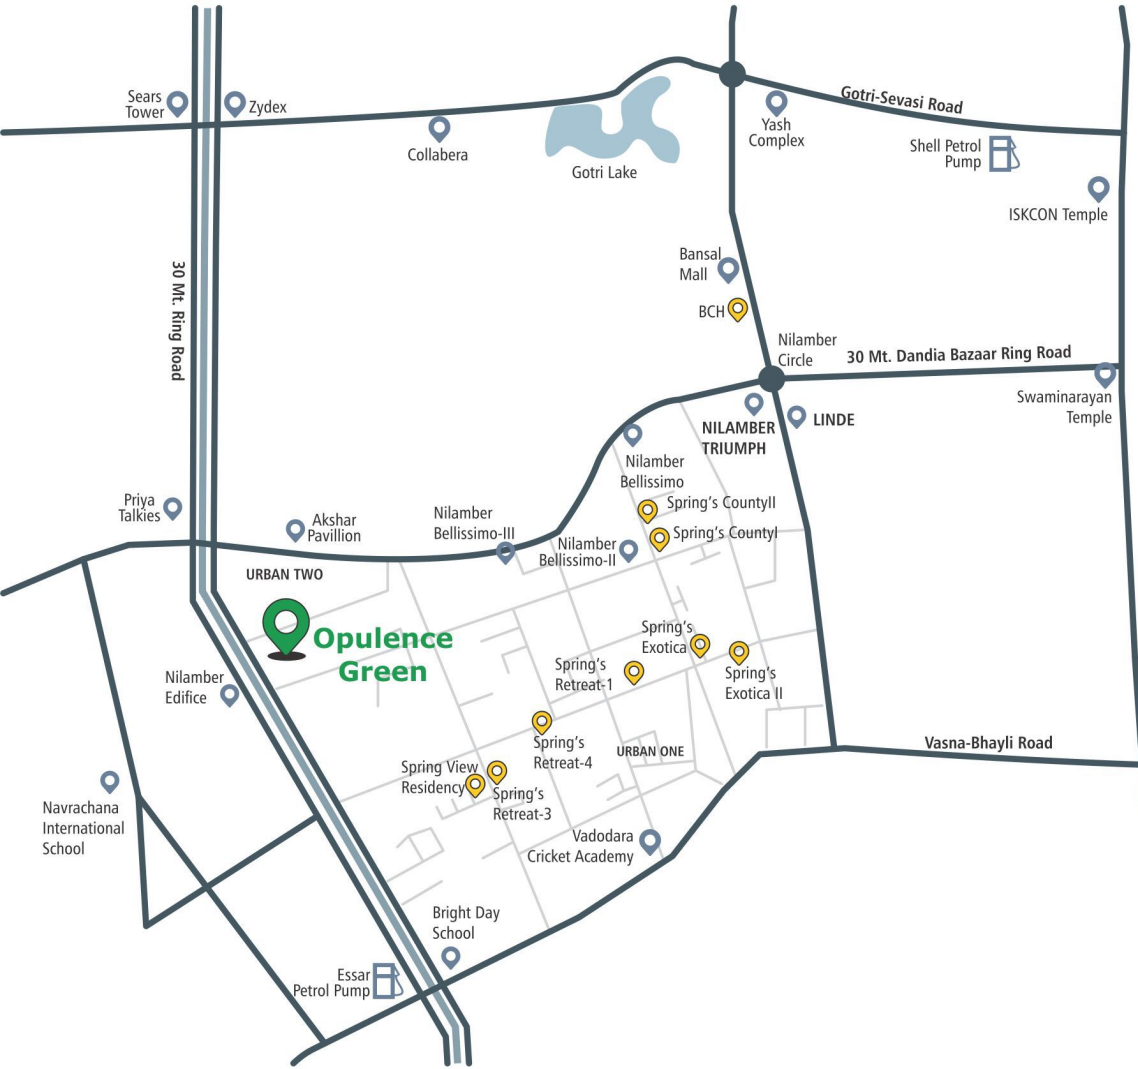 Sears
Tower
Zydex
Collabera
Gotri Lake
Yash
Complex
Gotri-Sevasi Road
Shell Petrol
Pump
ISKCON Temple
30 Mt. Ring Road
Bansal
Mall
BCH
Nilamber
Circle
30 Mt. Dandia Bazaar Ring Road
Swaminarayan
Temple
NILAMBER
TRIUMPH
LINDE
Nilamber
Bellissimo
Priya
Talkies
Akshar
Pavillion
Nilamber
Bellissimo-III
Spring's CountyII
Spring's CountyI
Nilamber
Bellissimo-II
URBAN TWO
Opulence
Green
Nilamber
Edifice
Spring's
Exotica
Spring's
Retreat-1
Spring's
Exotica II
Spring's
Retreat-4
URBAN ONE
Vasna-Bhayli Road
Spring View
Residency
Spring's
Retreat-3
Navrachana
International
School
Vadodara
Cricket Academy
Bright Day
School
Essar
Petrol Pump